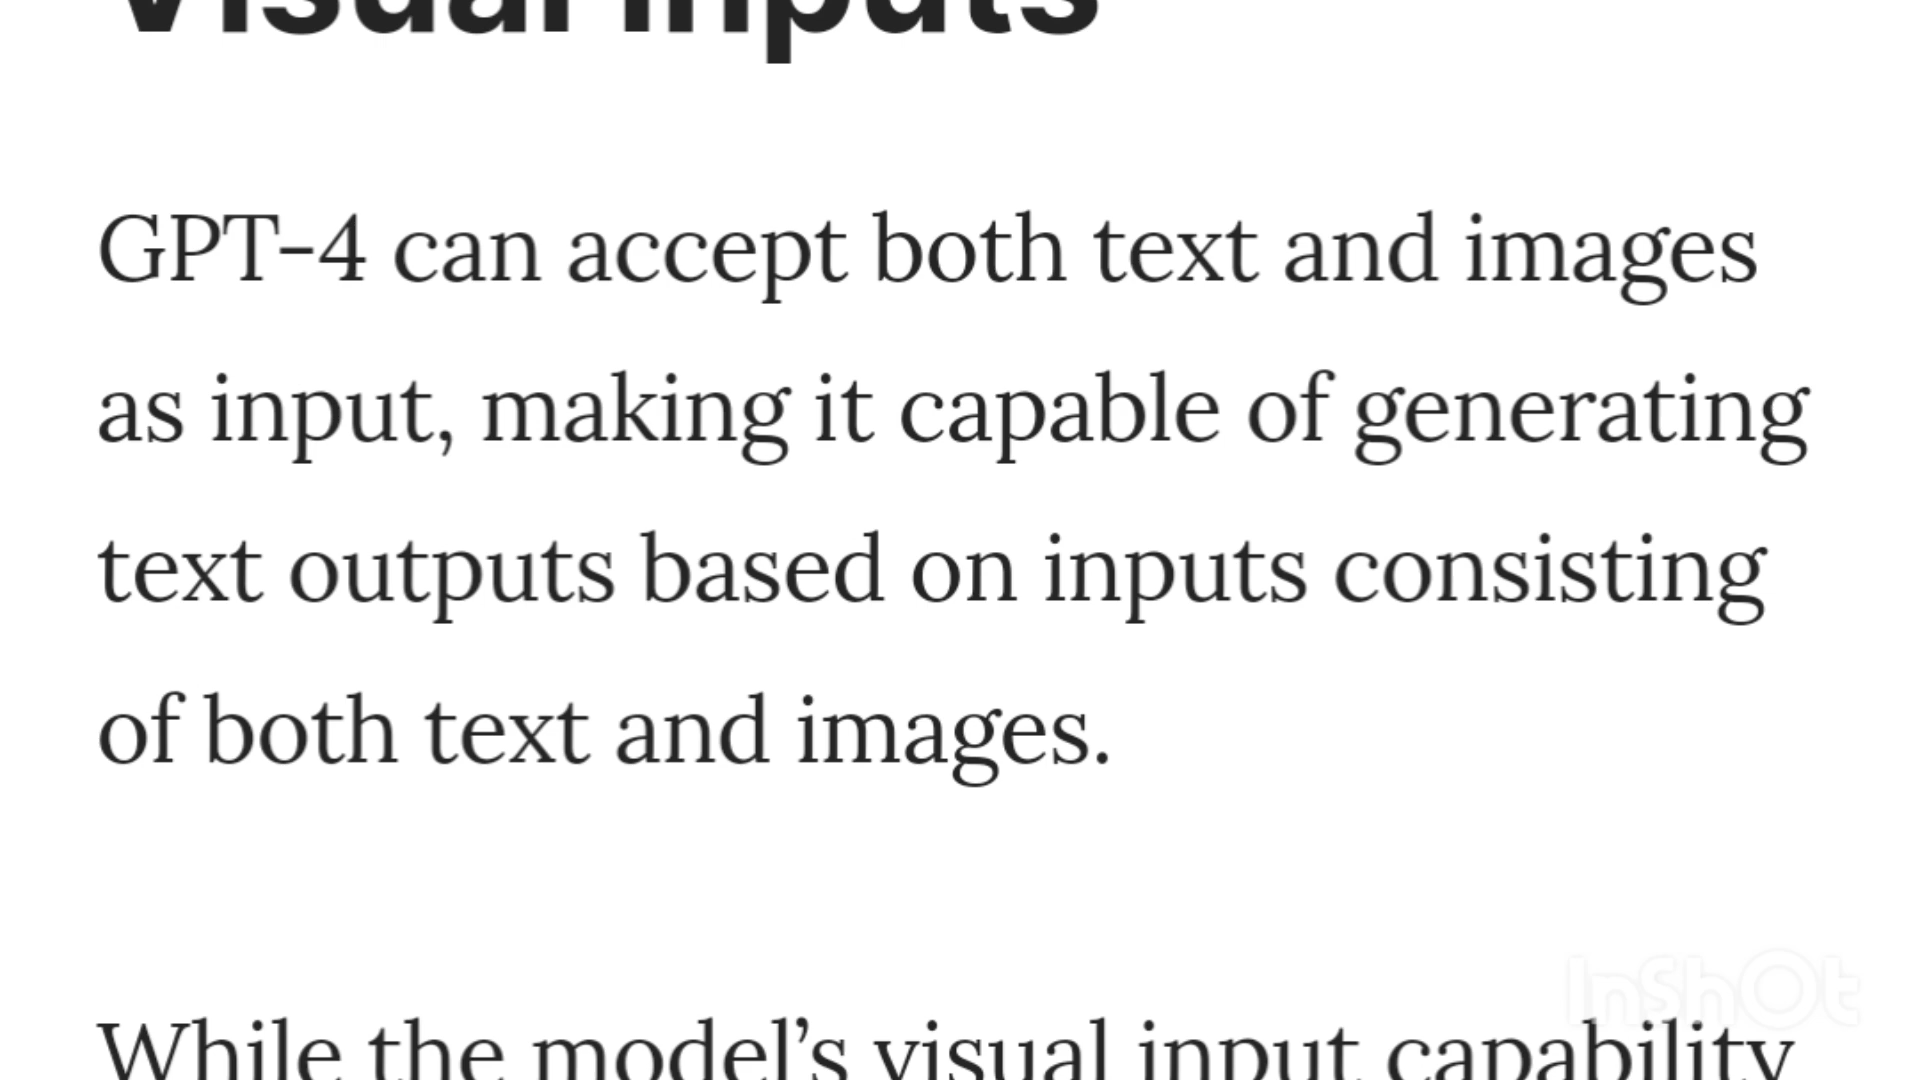 Visual Inputs
GPT-4 can accept both text and images
as input, making it capable of generating
text outputs based on inputs consisting
of both text and images.
InShOt
While the model’s visual input capability